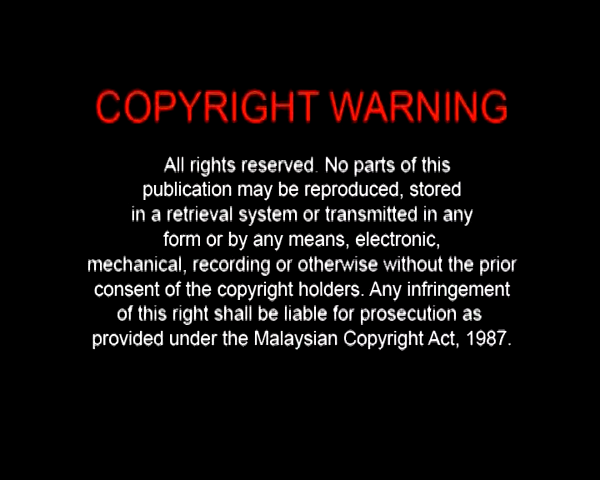 COPYRIGHT WARNING
All rights reserved. No parts of this
publication may be reproduced, stored
in a retrieval system or transmitted in any
form or by any means, electronic,
mechanical, recording or otherwise without the prior
consent of the copyright holders. Any infringement
of this right shall be liable for prosecution as
provided under the Malaysian Copyright Act, 1987.